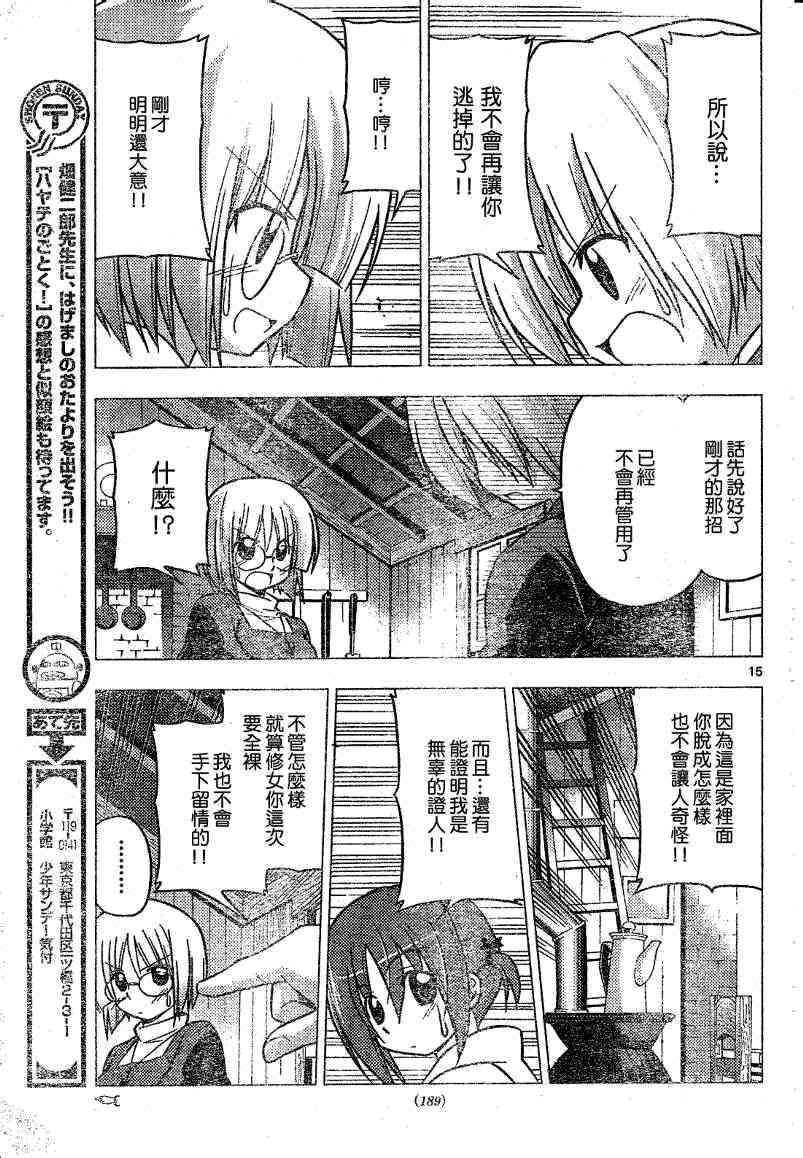 所以說…
我不會再讓你
逃掉的了!!
哼…哼!!
剛才
明明還大意!!
話先說好了
剛才的那招
已經
不會再管用了
什麼!?
15
因為這是家裡面
你脫成怎麼樣
也不會讓人奇怪!!
而且…還有
能證明我是
無辜的證人!!
不管怎麼樣
就算修女你這次
要全裸
我也不會
手下留情的!!
………
(189)
SHONEN SUNDAY
畑健二郎先生に、はげましのおたよりを出そう!!
【ハヤテのごとく!】の感想と似顔絵も待ってます。
あて先
〒119-0141 東京都千代田区一ツ橋2-3-1
小学館 少年サンデー気付